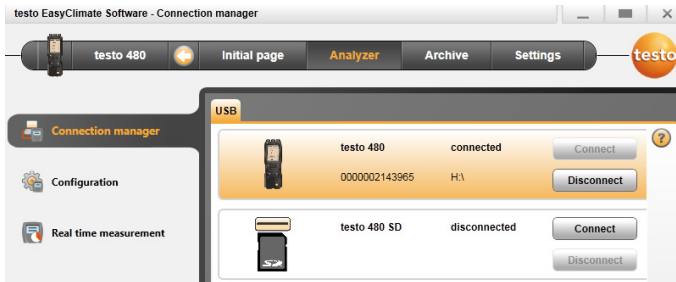 testo EasyClimate Software - Connection manager
testo 480 Initial page Analyzer Archive Settings testo
USB
Connection manager
testo 480 connected Connect
?
0000002143965 H:\ Disconnect
Configuration
testo 480 SD disconnected Connect
Real time measurement
Disconnect